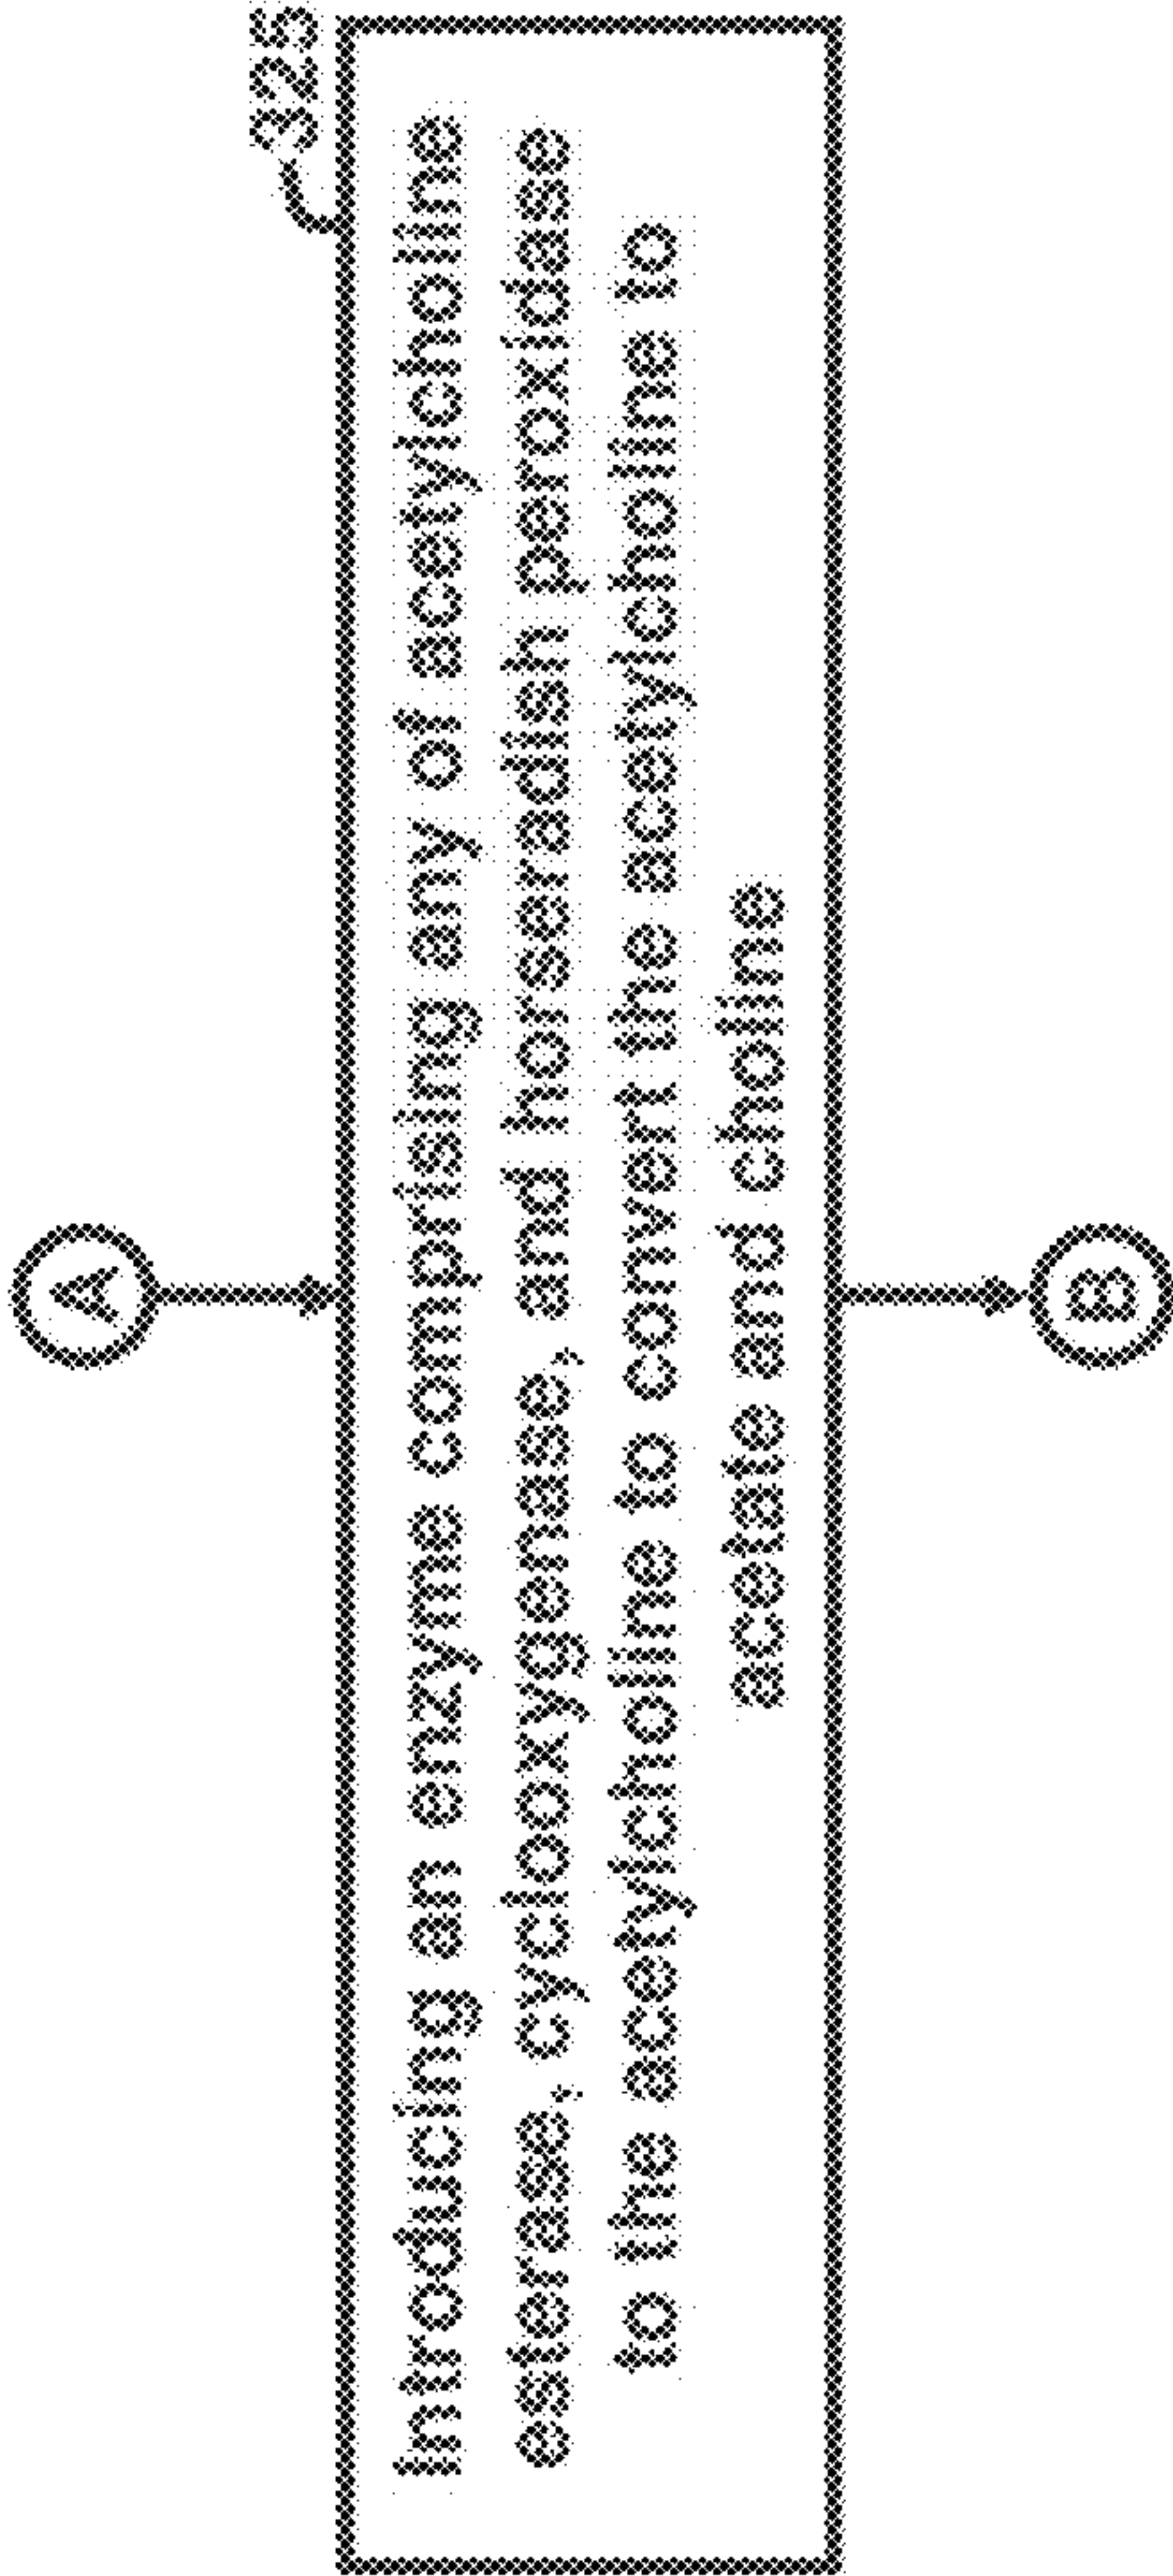 A
325
Introducing an enzyme comprising any of acetylcholine
esterase, cyclooxygenase, and horseradish peroxidase
to the acetylcholine to convert the acetylcholine to
acetate and choline
B